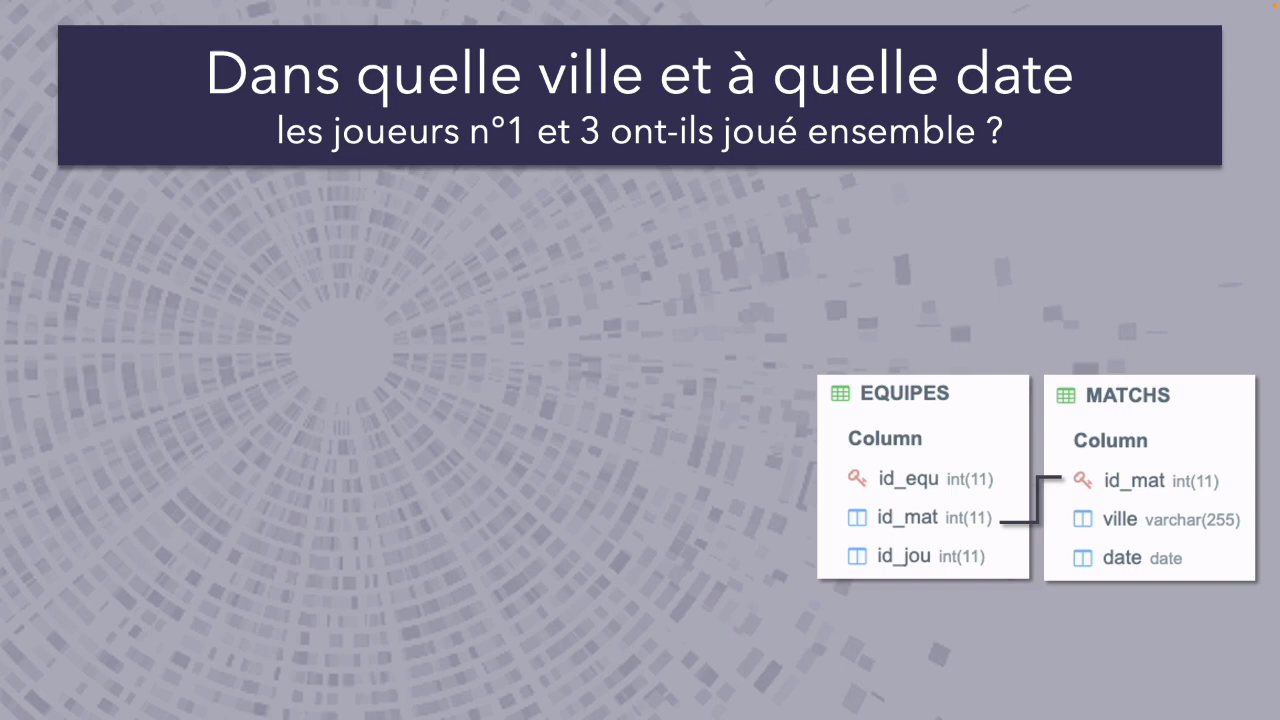 Dans quelle ville et à quelle date
les joueurs n°1 et 3 ont-ils joué ensemble ?
EQUIPES
Column
id_equ int(11)
id_mat int(11)
id_jou int(11)
MATCHS
Column
id_mat int(11)
ville varchar(255)
date date